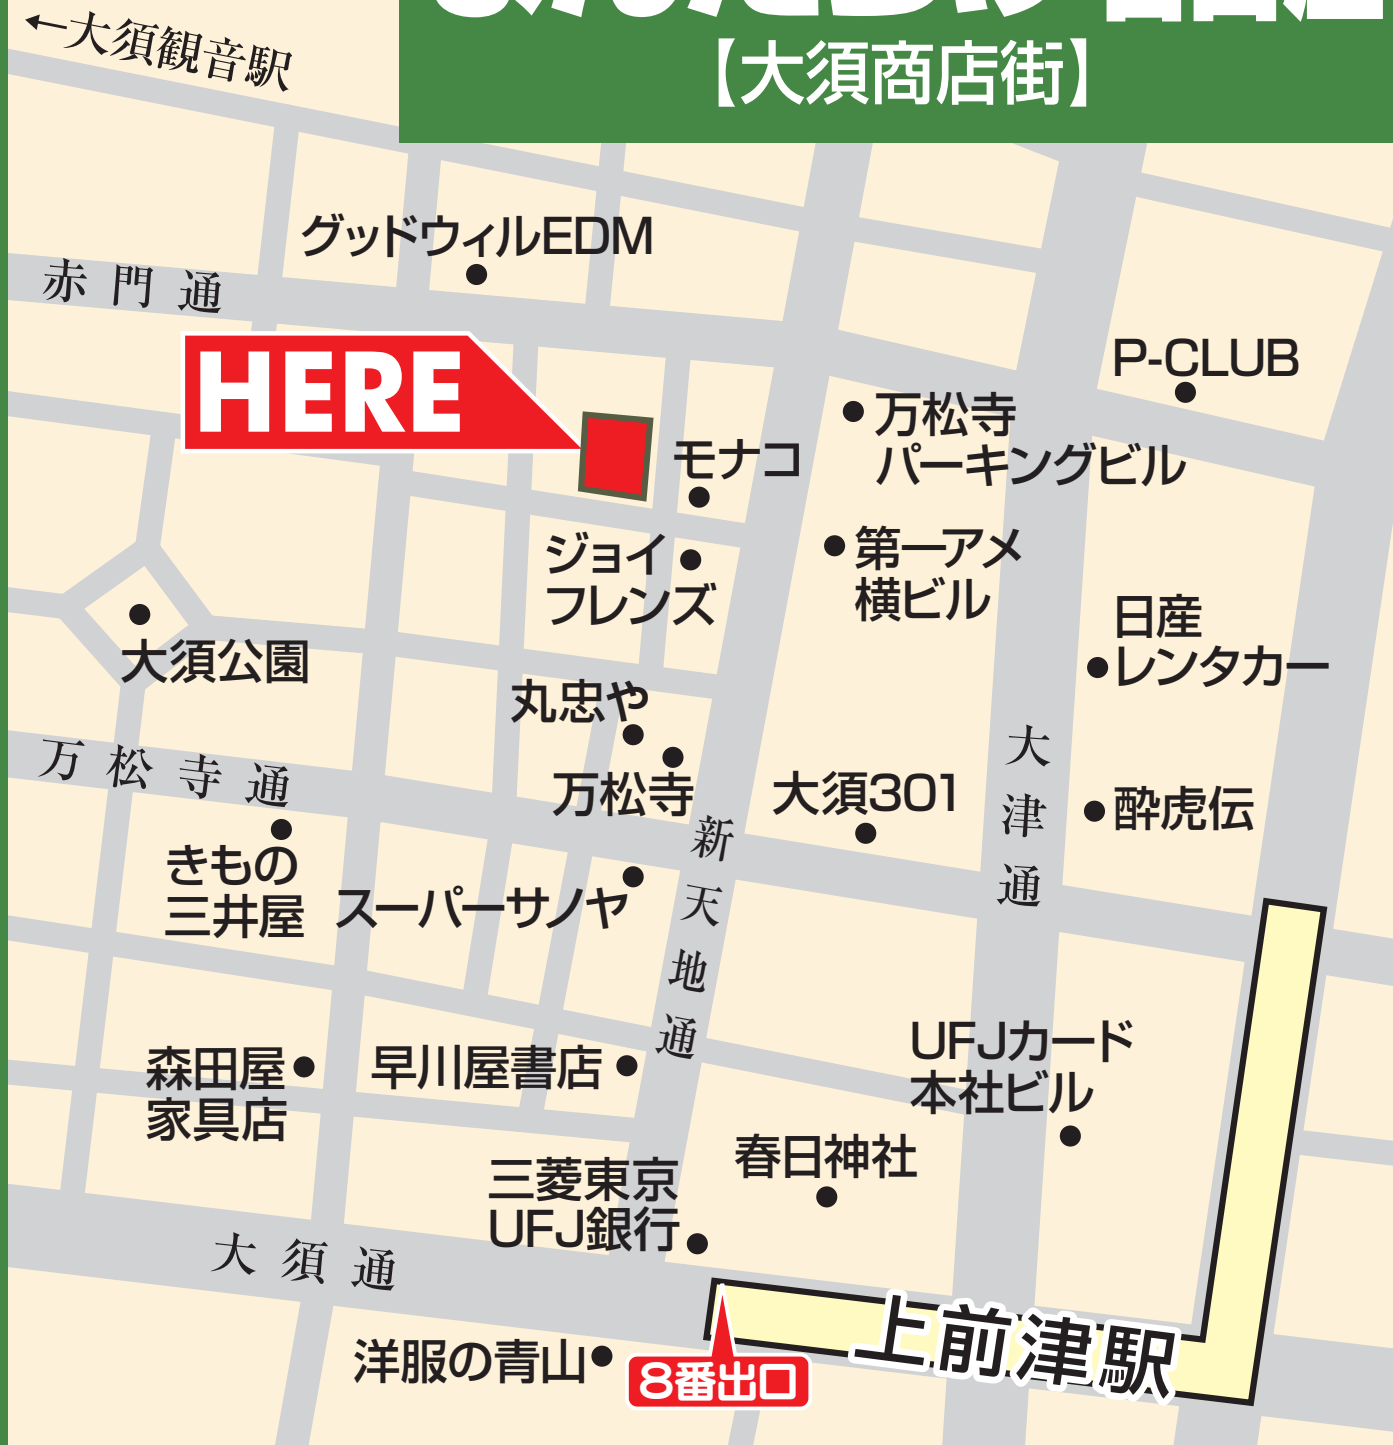 【大須商店街】
←大須観音駅
グッドウィルEDM
赤門通
HERE
P-CLUB
万松寺
パーキングビル
モナコ
ジョイ
フレンズ
第一アメ
横ビル
日産
レンタカー
大須公園
丸忠や
万松寺
万松寺通
大須301
大津通
酔虎伝
新天地通
きもの
三井屋
スーパーサノヤ
UFJカード
本社ビル
森田屋
家具店
早川屋書店
春日神社
三菱東京
UFJ銀行
大須通
上前津駅
洋服の青山
8番出口